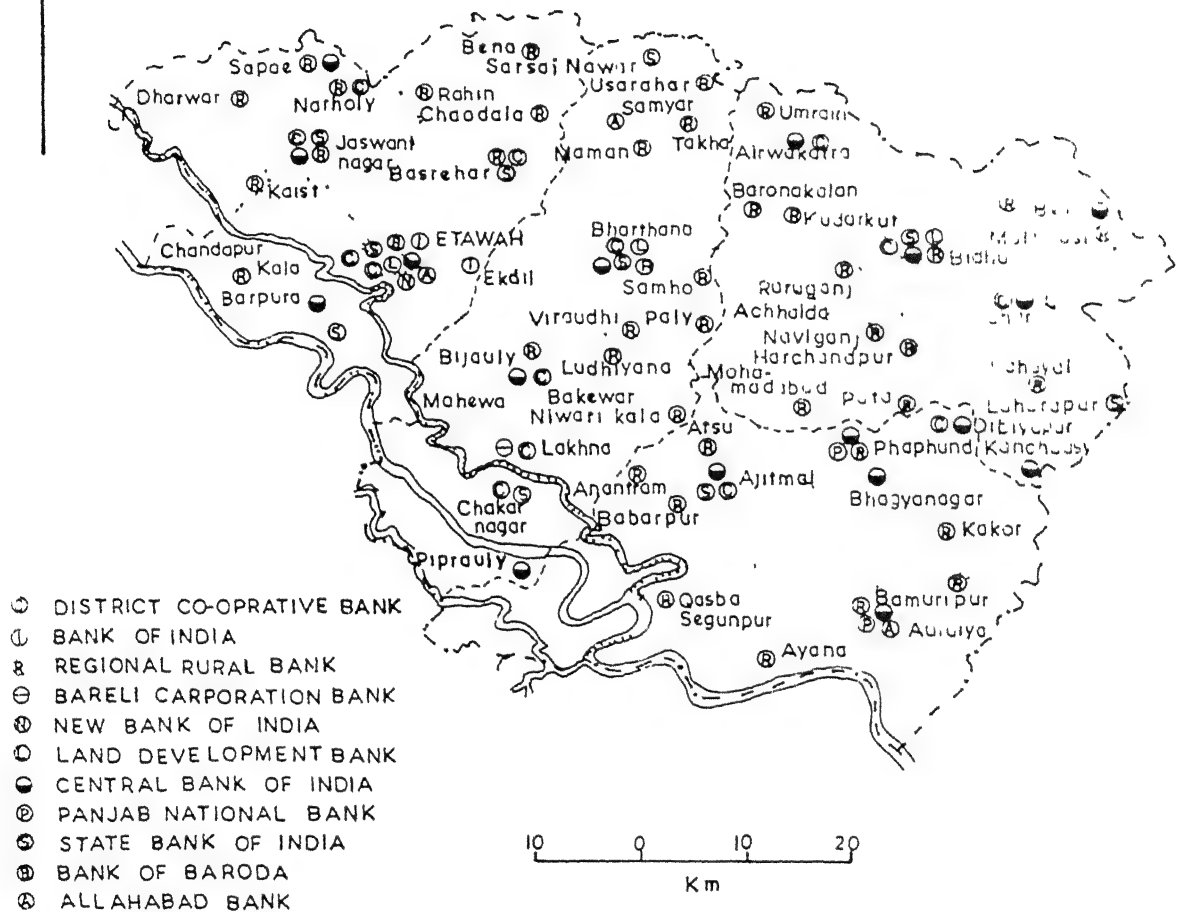 Bena
Sarsai Nawar
Sapae
Usarahar
Dharwar
Narholy
Rahin
Samyar
Umrain
Chaodala
Takha
Jaswant
nagar
Maman
Airwakatra
Basrehar
Kaist
Baronakalan
Kudarkut
Chandapur
ETAWAH
Bharthana
Bidhu
Kala
Ekdil
Samho
Barpura
Ruruganj
Achhalda
Viraudhi
Paly
Naviganj
Harchandpur
Bijauly
Ludhiyana
Moha-
madabad
Bakewar
Mahewa
Niwari kala
Pata
Atsu
Phaphund
Kanchausy
Lakhna
Ajitmal
Anantram
Bhagyanagar
Chakar
nagar
Babarpur
Kakor
Piprauly
Bamuripur
Qasba
Segunpur
Ayana
DISTRICT CO-OPRATIVE BANK
BANK OF INDIA
R REGIONAL RURAL BANK
BARELI CARPORATION BANK
N NEW BANK OF INDIA
C LAND DEVELOPMENT BANK
CENTRAL BANK OF INDIA
P PANJAB NATIONAL BANK
S STATE BANK OF INDIA
B BANK OF BARODA
A ALLAHABAD BANK
10 0 10 20
Km